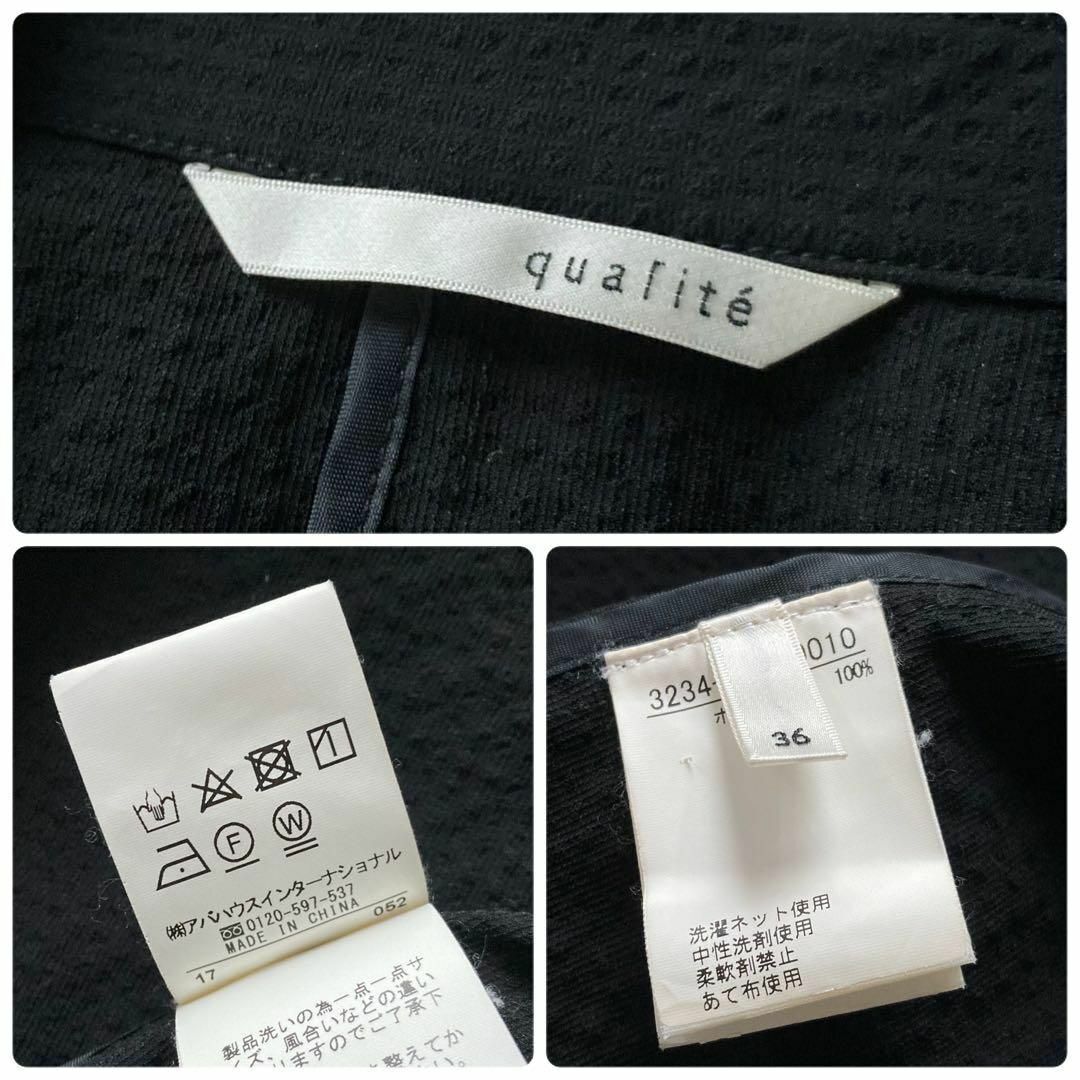 qualité
F
W
㈱アバハウスインターナショナル
0120-597-537
MADE IN CHINA 052
17
製品洗いの為一点一点サ
イズ、風合いなどの違い
ますのでご了承下
を整えてか
3234-
0010
100%
ポ
36
洗濯ネット使用
中性洗剤使用
柔軟剤禁止
あて布使用